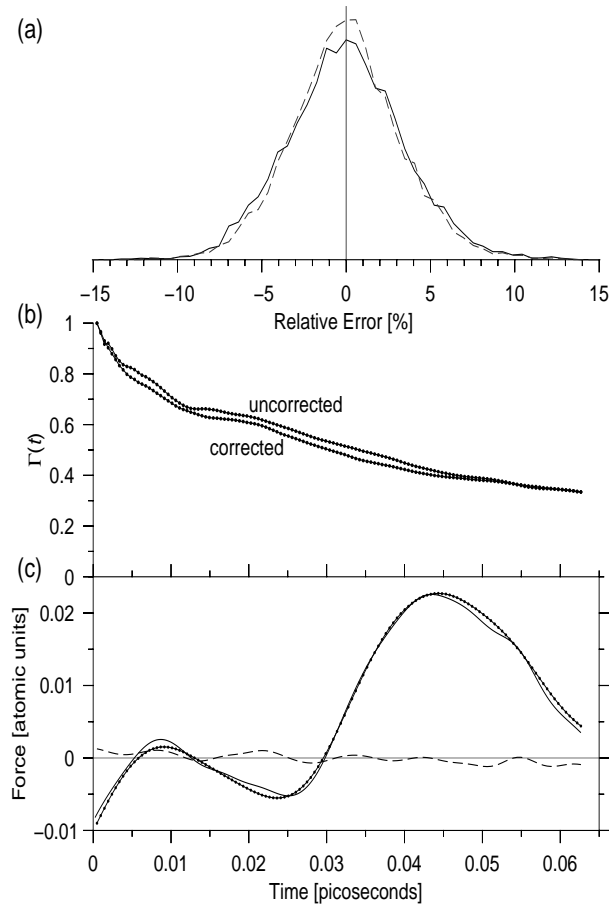 (a)
−15 −10 −5 0 5 10 15
Relative Error [%]
(b)
1
0.8
0.6
0.4
0.2
0
Γ(t)
uncorrected
corrected
(c)
0.02
0.01
0
−0.01
Force [atomic units]
0 0.01 0.02 0.03 0.04 0.05 0.06
Time [picoseconds]